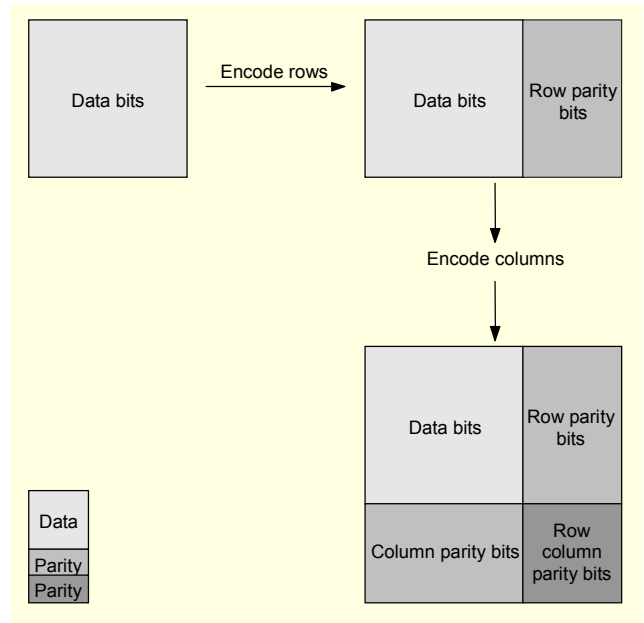 Data bits
Encode rows
Data bits
Row parity
bits
Encode columns
Data bits
Row parity
bits
Column parity bits
Row
column
parity bits
Data
Parity
Parity